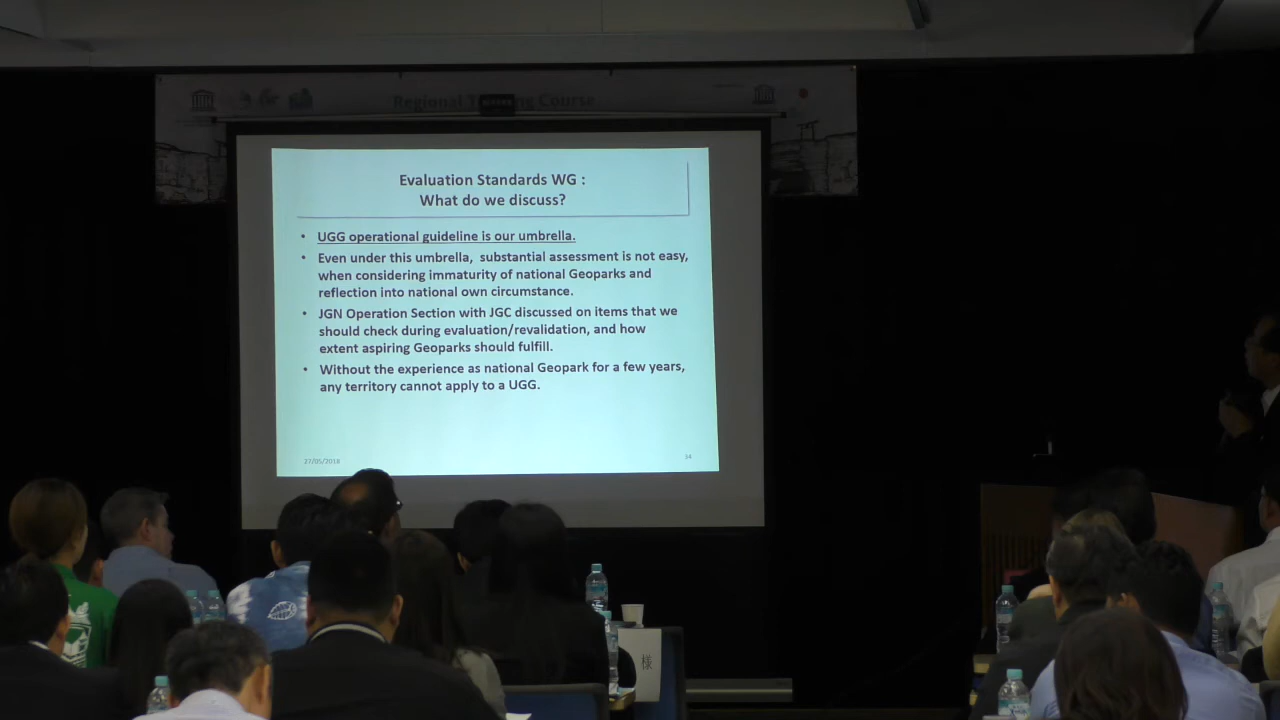 Regional Training Course
Evaluation Standards WG :
What do we discuss?
• UGG operational guideline is our umbrella.
• Even under this umbrella, substantial assessment is not easy,
when considering immaturity of national Geoparks and
reflection into national own circumstance.
• JGN Operation Section with JGC discussed on items that we
should check during evaluation/revalidation, and how
extent aspiring Geoparks should fulfill.
• Without the experience as national Geopark for a few years,
any territory cannot apply to a UGG.
27/05/2018
34
様